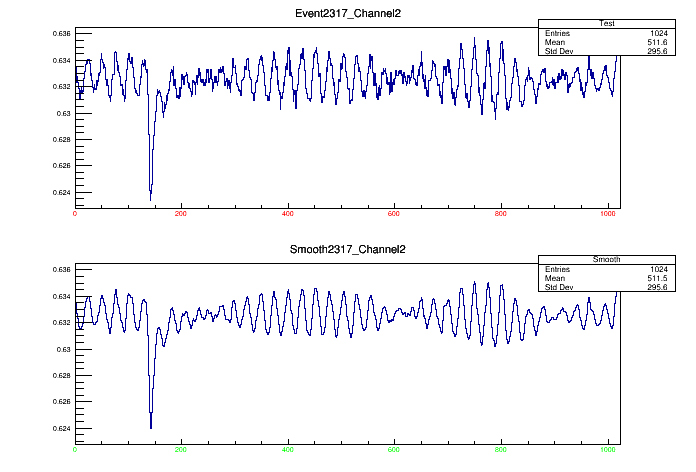 Event2317_Channel2
Test
Entries 1024
Mean 511.6
Std Dev 295.6
0.636
0.634
0.632
0.63
0.628
0.626
0.624
0 200 400 600 800 1000
Smooth2317_Channel2
Smooth
Entries 1024
Mean 511.5
Std Dev 295.6
0.636
0.634
0.632
0.63
0.628
0.626
0.624
0 200 400 600 800 1000